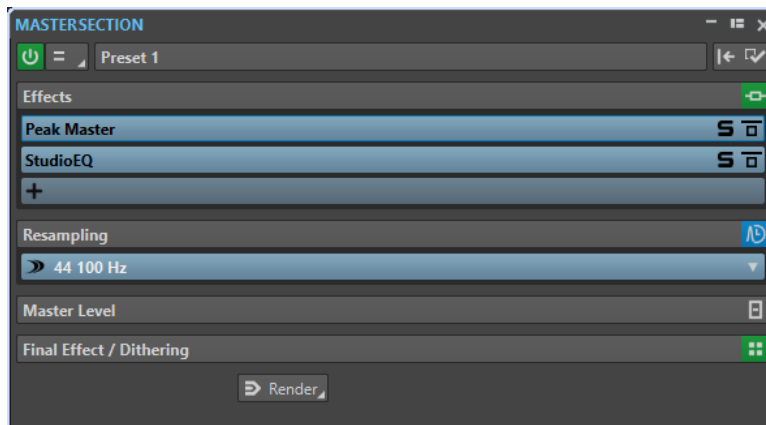 MASTERSECTION
Preset 1
Effects
Peak Master S
StudioEQ S
Resampling
44 100 Hz
Master Level
Final Effect / Dithering
Render